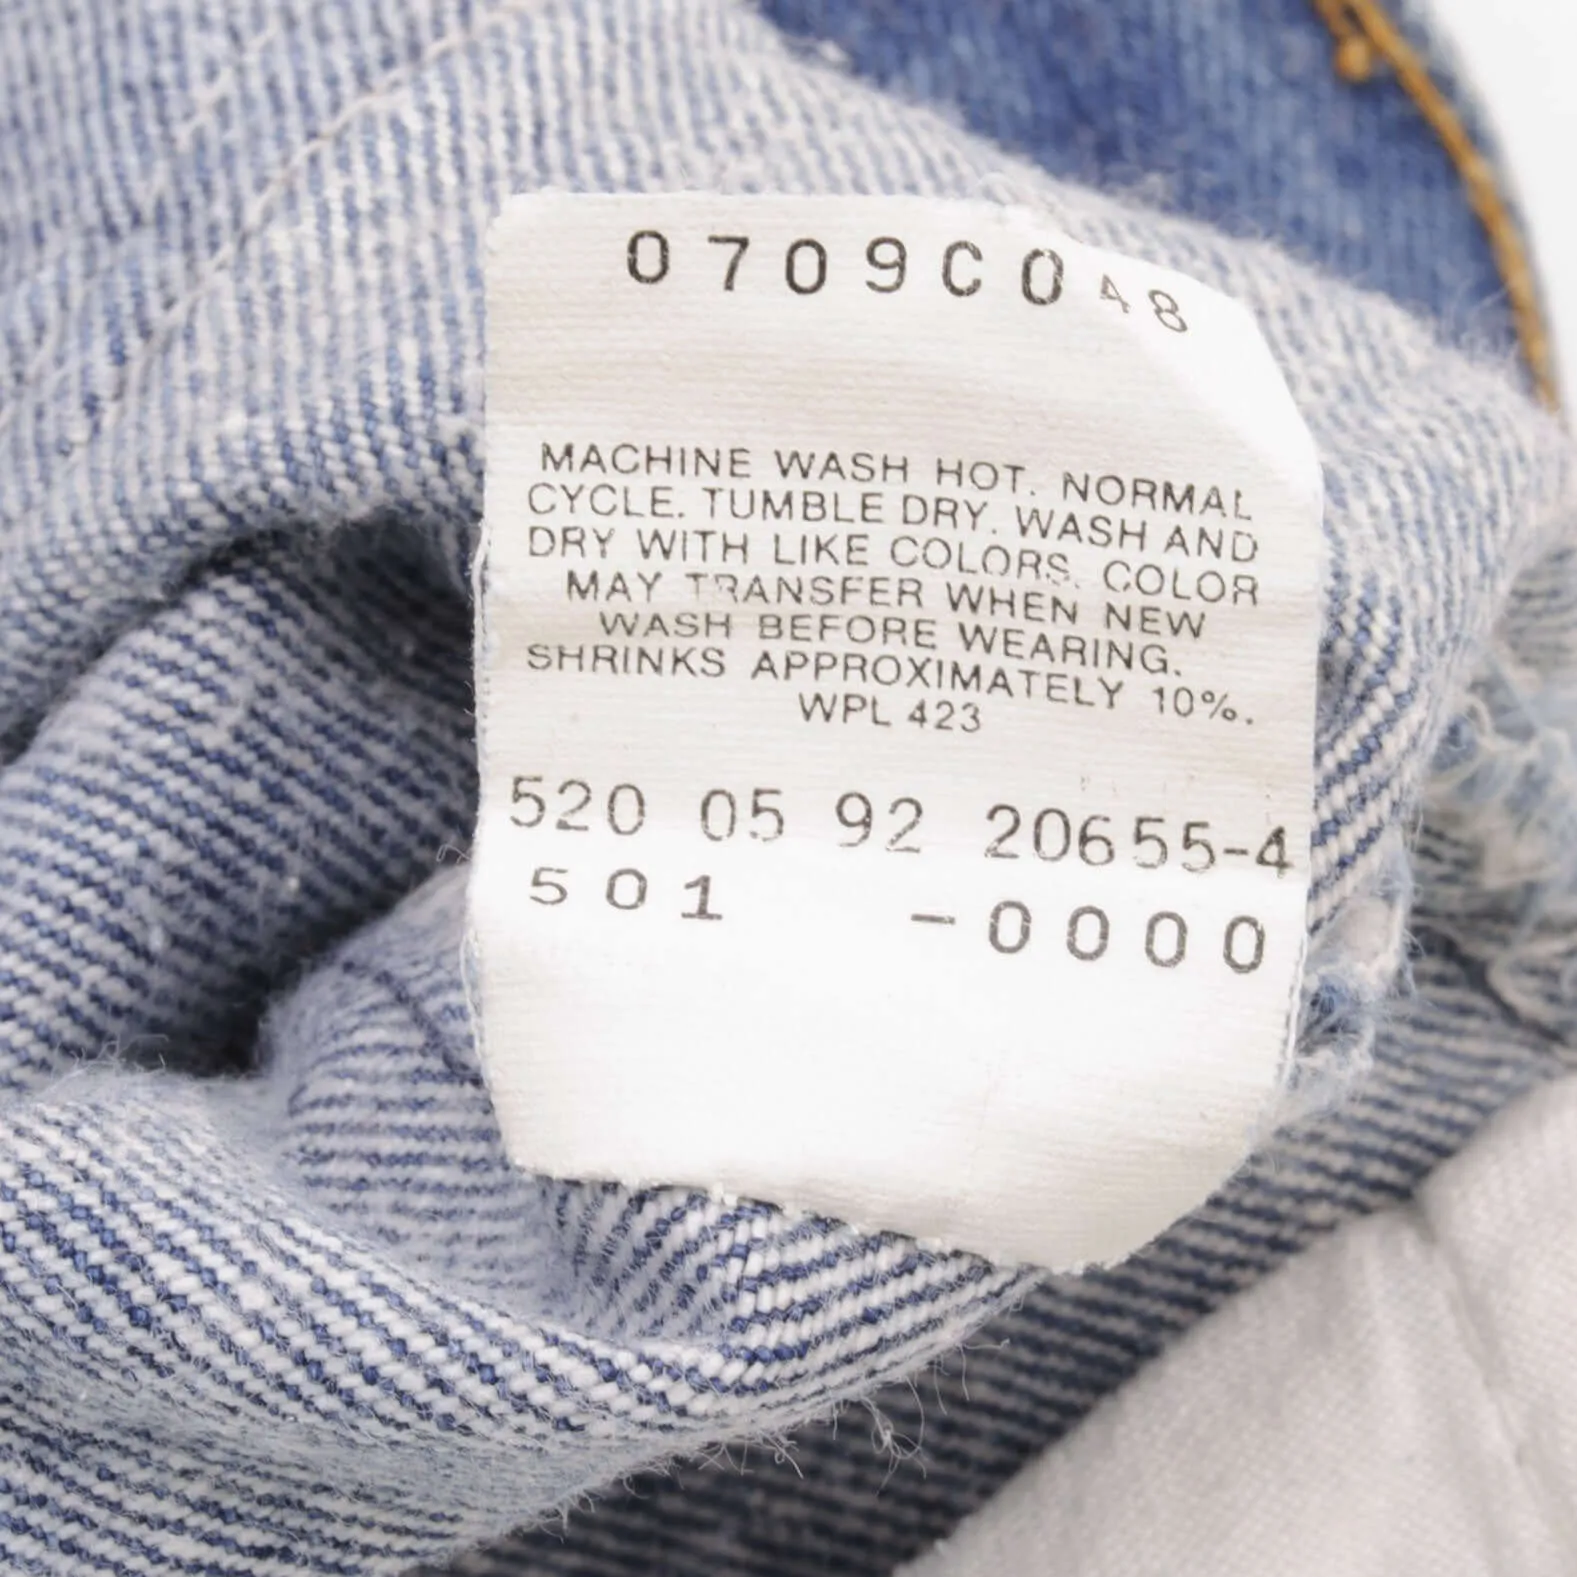 0709C048
MACHINE WASH HOT. NORMAL
CYCLE. TUMBLE DRY. WASH AND
DRY WITH LIKE COLORS. COLOR
MAY TRANSFER WHEN NEW
WASH BEFORE WEARING.
SHRINKS APPROXIMATELY 10%.
WPL 423
520 05 92 20655-4
501 -0000